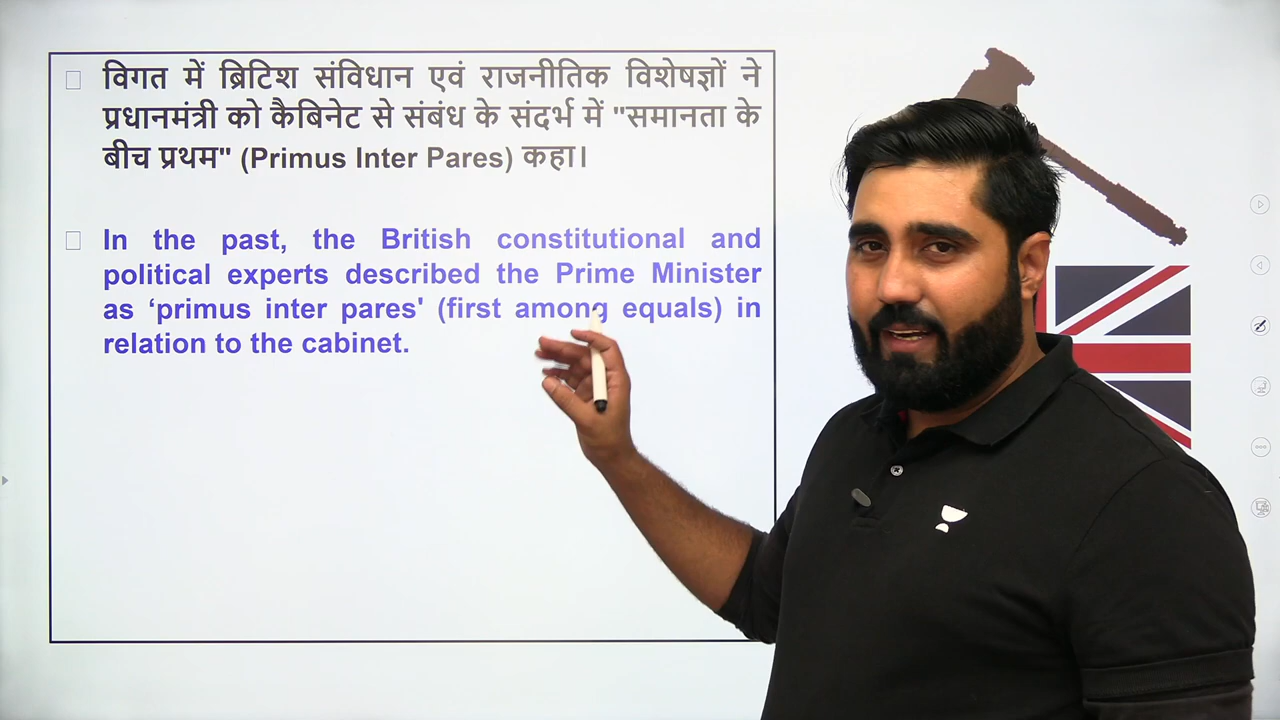 विगत में ब्रिटिश संविधान एवं राजनीतिक विशेषज्ञों ने
प्रधानमंत्री को कैबिनेट से संबंध के संदर्भ में "समानता के
बीच प्रथम" (Primus Inter Pares) कहा।
In the past, the British constitutional and
political experts described the Prime Minister
as ‘primus inter pares' (first among equals) in
relation to the cabinet.